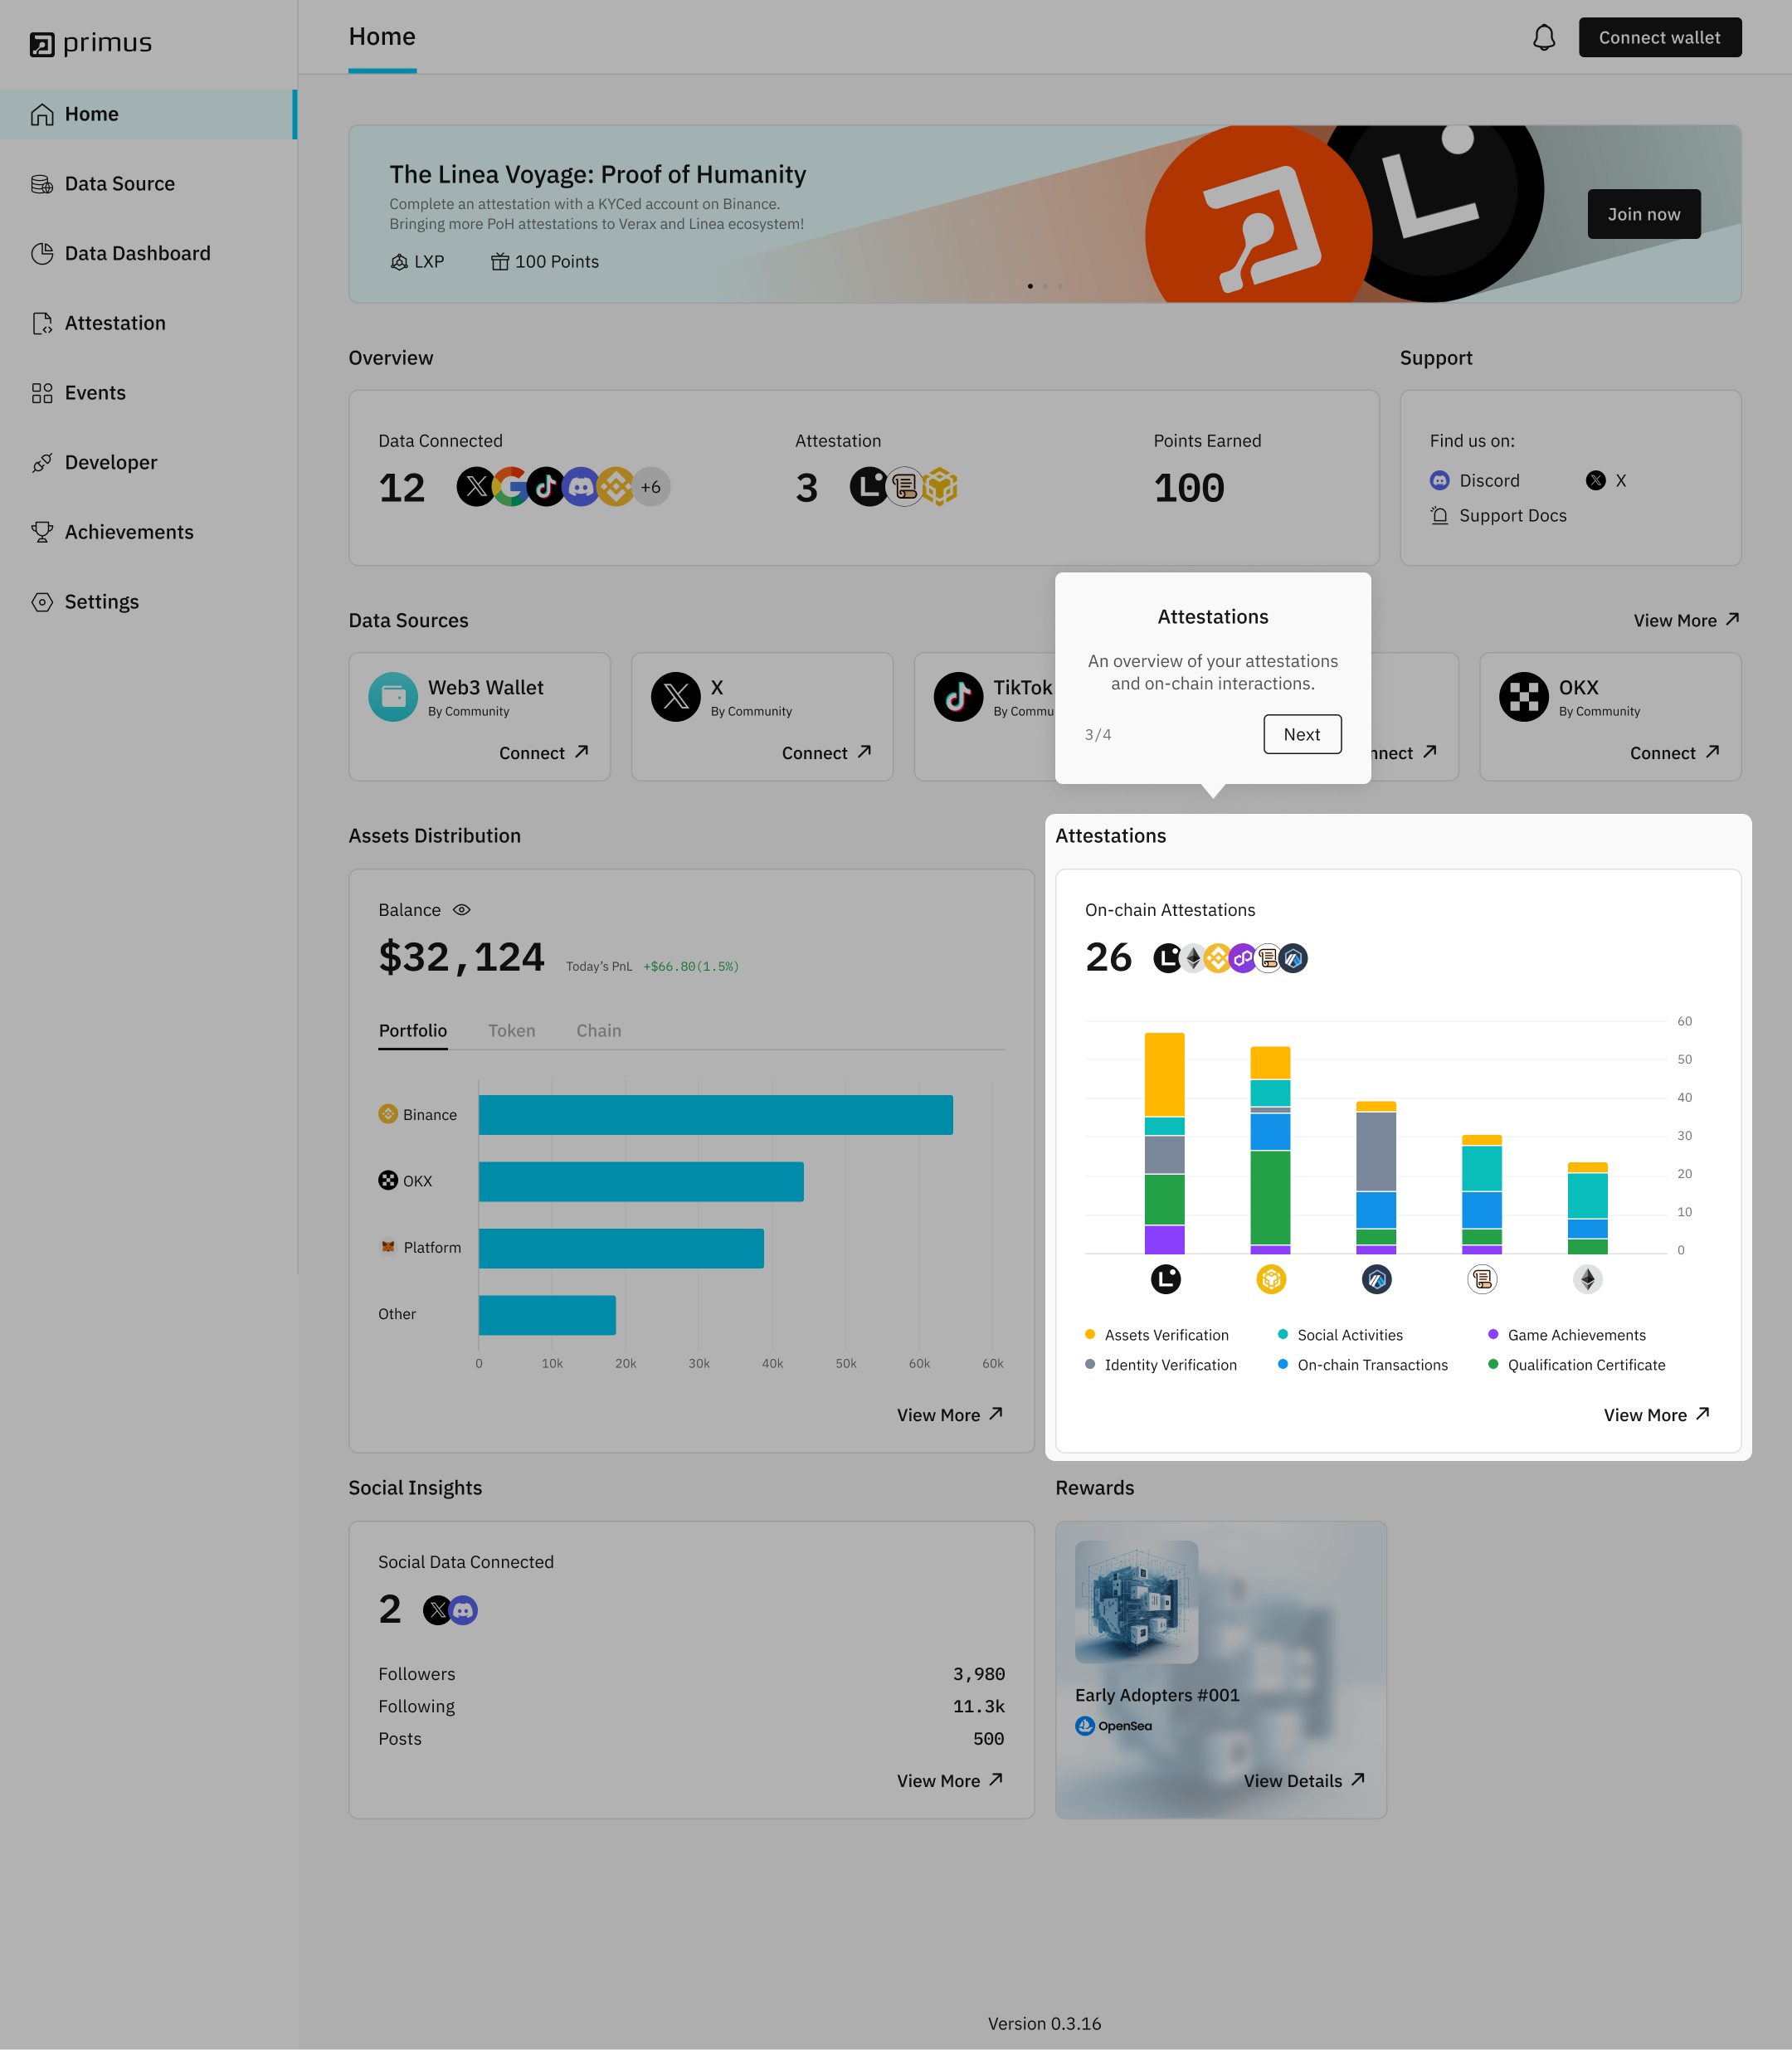 primus
Home
Data Source
Data Dashboard
Attestation
Events
Developer
Achievements
Settings
Home
Connect wallet
The Linea Voyage: Proof of Humanity
Complete an attestation with a KYCed account on Binance.
Bringing more PoH attestations to Verax and Linea ecosystem!
LXP
100 Points
Join now
Overview
Data Connected
12
+6
Attestation
3
Points Earned
100
Support
Find us on:
Discord
X
Support Docs
Data Sources
View More
Web3 Wallet
By Community
Connect
X
By Community
Connect
TikTok
By Commu
nnect
OKX
By Community
Connect
Attestations
An overview of your attestations
and on-chain interactions.
3/4
Next
Assets Distribution
Balance
$32,124
Today's PnL +$66.80(1.5%)
Portfolio
Token
Chain
Binance
OKX
Platform
Other
0 10k 20k 30k 40k 50k 60k 60k
View More
Attestations
On-chain Attestations
26
60
50
40
30
20
10
0
Assets Verification
Social Activities
Game Achievements
Identity Verification
On-chain Transactions
Qualification Certificate
View More
Social Insights
Social Data Connected
2
Followers 3,980
Following 11.3k
Posts 500
View More
Rewards
Early Adopters #001
OpenSea
View Details
Version 0.3.16